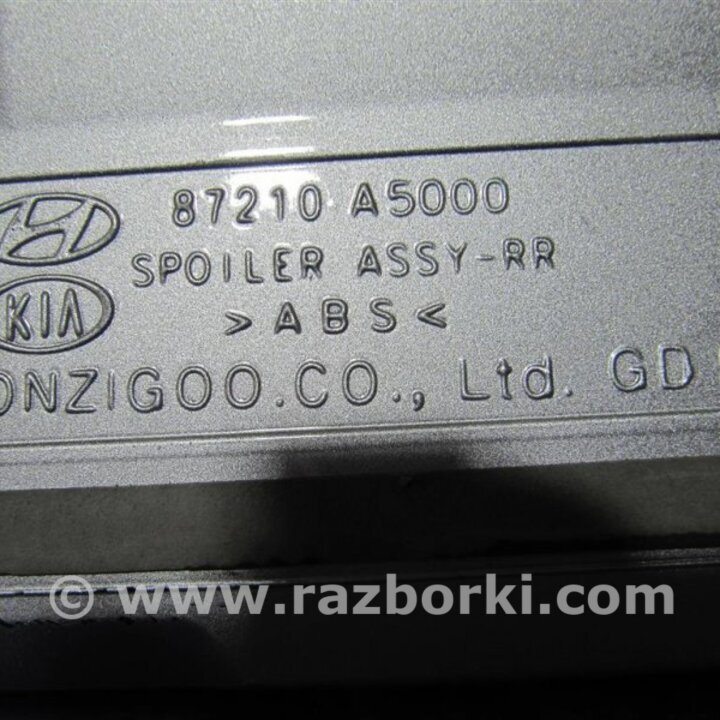 87210 A5000
SPOILER ASSY-RR
KIA
>ABS<
ONZIGOO.CO., Ltd. GD
© www.razborki.com